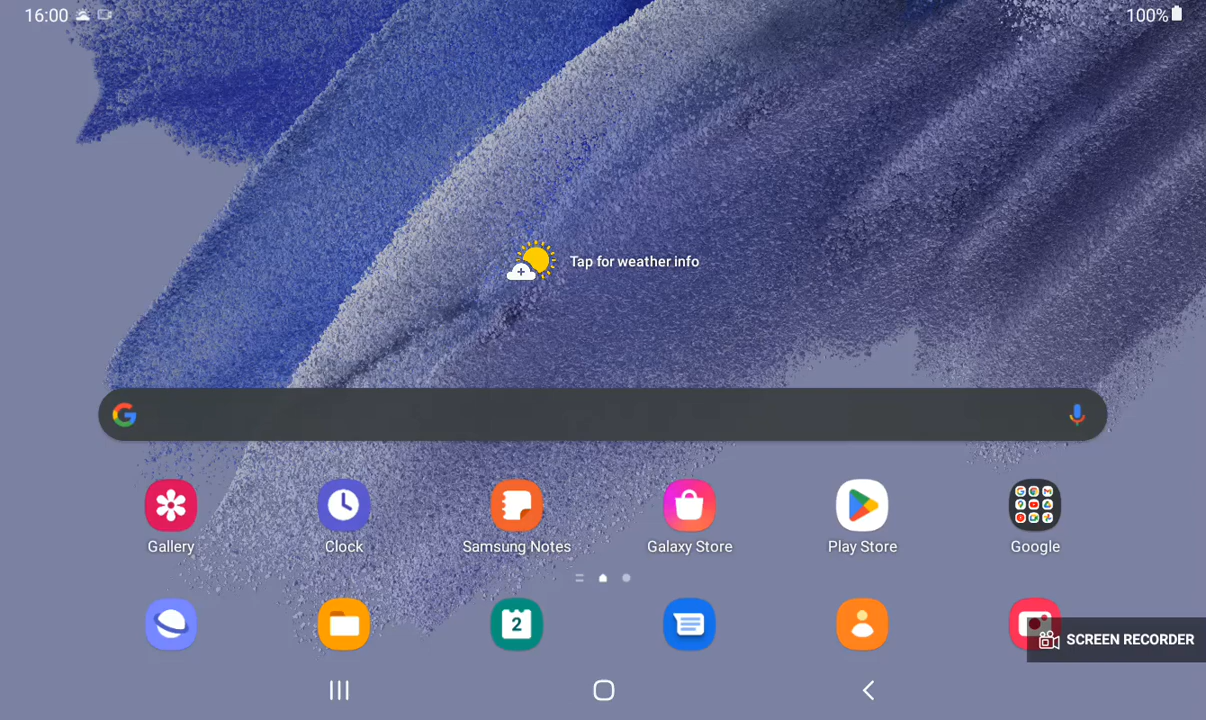 16:00
100%
Tap for weather info
Gallery
Clock
Samsung Notes
Galaxy Store
Play Store
Google
2
SCREEN RECORDER